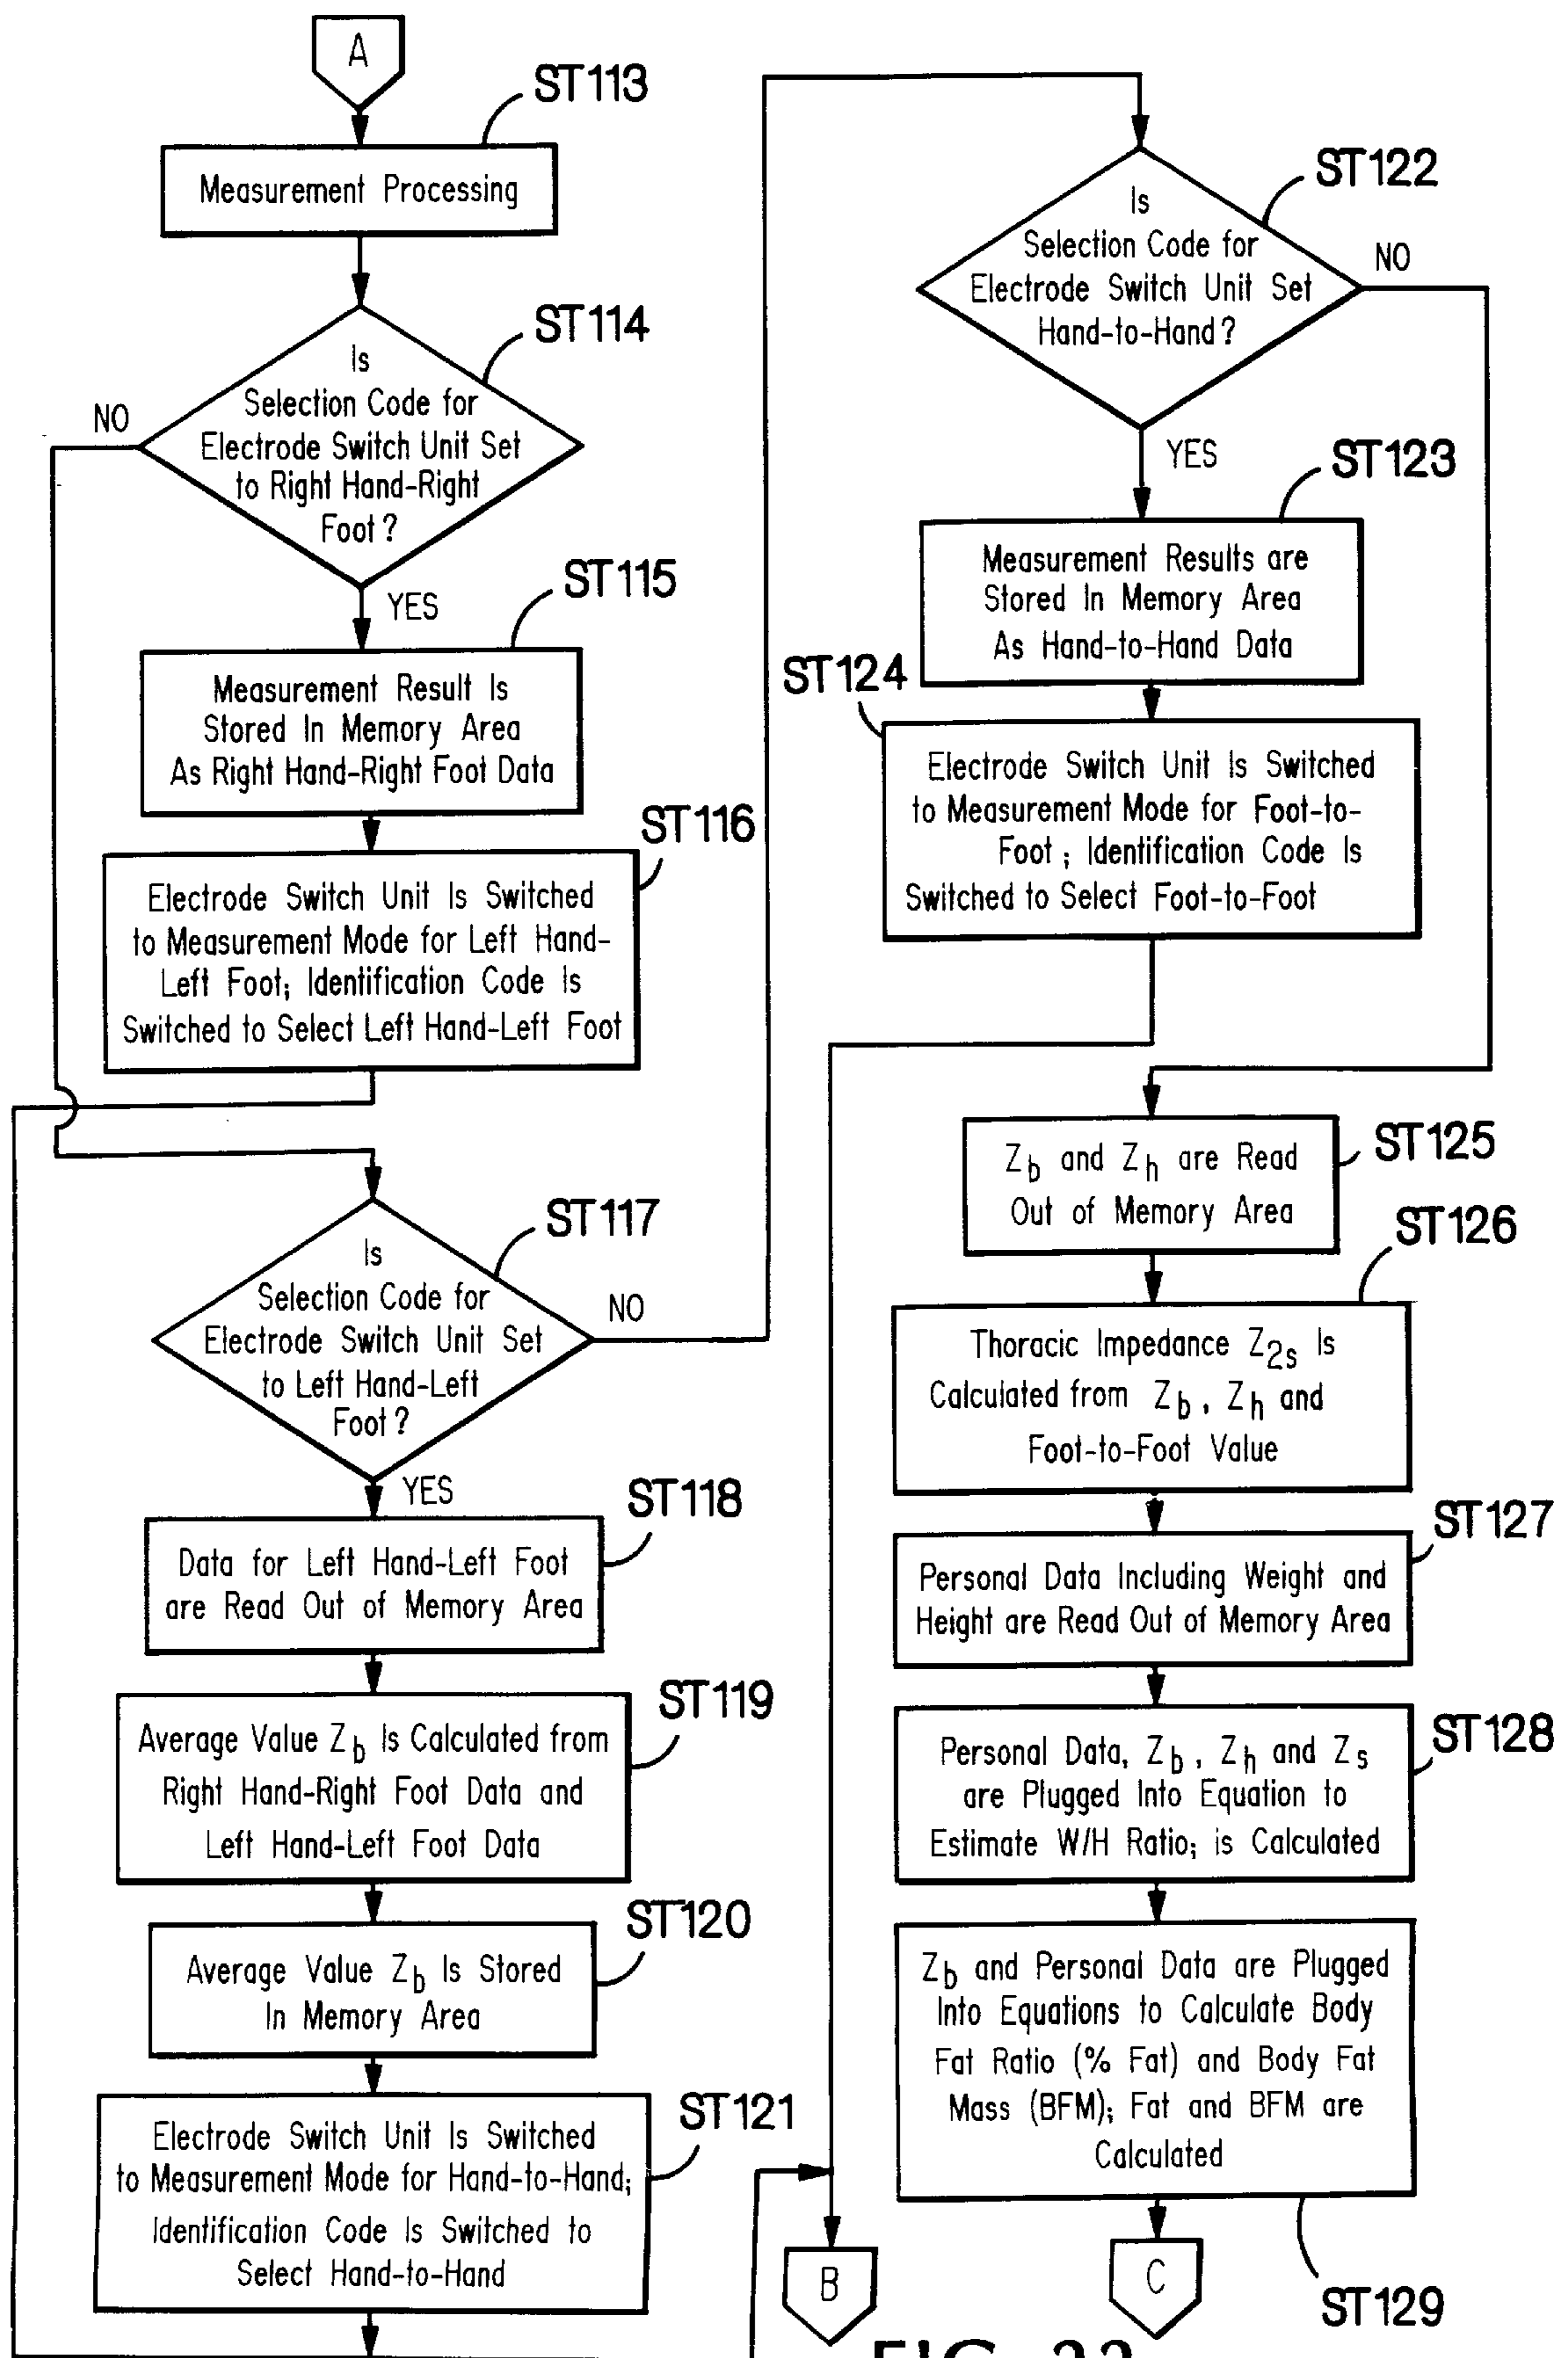 A
ST113
Measurement Processing
ST114
Is
Selection Code for
Electrode Switch Unit Set
to Right Hand-Right
Foot?
NO
YES
ST115
Measurement Result Is
Stored In Memory Area
As Right Hand-Right Foot Data
ST116
Electrode Switch Unit Is Switched
to Measurement Mode for Left Hand-
Left Foot; Identification Code Is
Switched to Select Left Hand-Left Foot
ST117
Is
Selection Code for
Electrode Switch Unit Set
to Left Hand-Left
Foot?
NO
YES
ST118
Data for Left Hand-Left Foot
are Read Out of Memory Area
ST119
Average Value Zb Is Calculated from
Right Hand-Right Foot Data and
Left Hand-Left Foot Data
ST120
Average Value Zb Is Stored
In Memory Area
ST121
Electrode Switch Unit Is Switched
to Measurement Mode for Hand-to-Hand;
Identification Code Is Switched to
Select Hand-to-Hand
ST122
Is
Selection Code for
Electrode Switch Unit Set
Hand-to-Hand?
NO
YES
ST123
Measurement Results are
Stored In Memory Area
As Hand-to-Hand Data
ST124
Electrode Switch Unit Is Switched
to Measurement Mode for Foot-to-
Foot; Identification Code Is
Switched to Select Foot-to-Foot
ST125
Zb and Zh are Read
Out of Memory Area
ST126
Thoracic Impedance Z2s Is
Calculated from Zb, Zh and
Foot-to-Foot Value
ST127
Personal Data Including Weight and
Height are Read Out of Memory Area
ST128
Personal Data, Zb, Zh and Zs
are Plugged Into Equation to
Estimate W/H Ratio; is Calculated
Zb and Personal Data are Plugged
Into Equations to Calculate Body
Fat Ratio (% Fat) and Body Fat
Mass (BFM); Fat and BFM are
Calculated
ST129
B
C